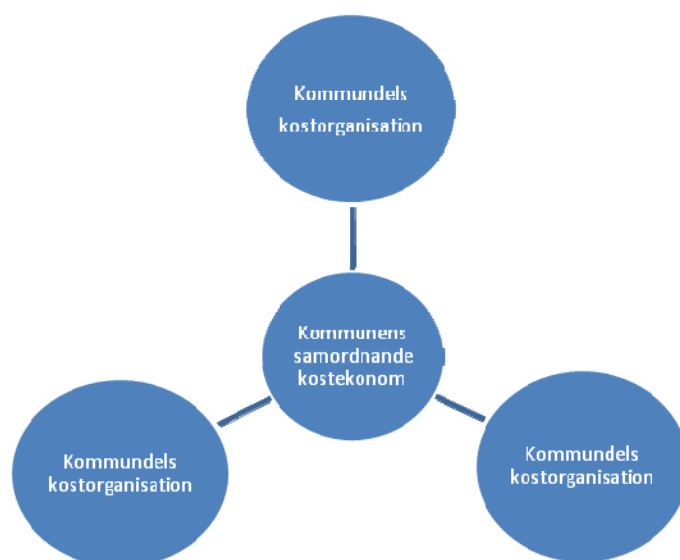 Kommundels
kostorganisation
Kommunens
samordnande
kostekonom
Kommundels
kostorganisation
Kommundels
kostorganisation